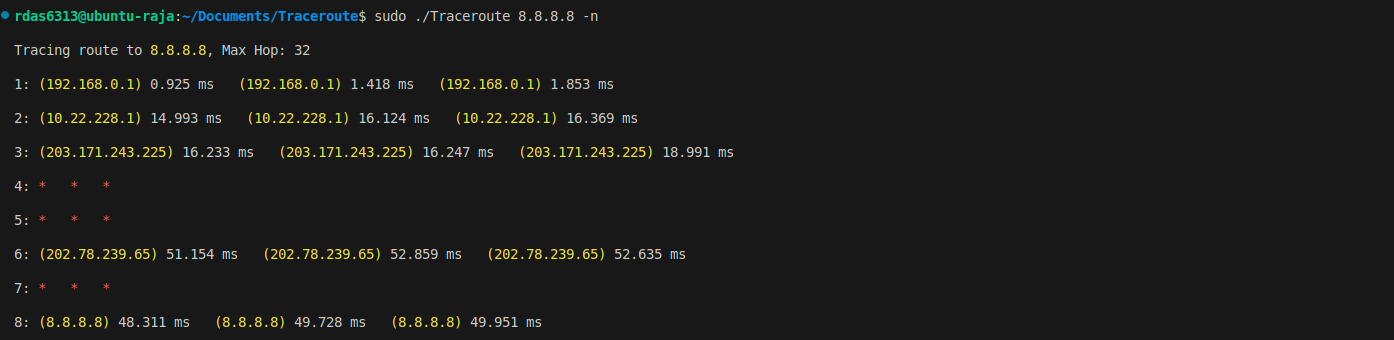 rdas6313@ubuntu-raja:~/Documents/Traceroute$ sudo ./Traceroute 8.8.8.8 -n
Tracing route to 8.8.8.8, Max Hop: 32
1: (192.168.0.1) 0.925 ms   (192.168.0.1) 1.418 ms   (192.168.0.1) 1.853 ms
2: (10.22.228.1) 14.993 ms   (10.22.228.1) 16.124 ms   (10.22.228.1) 16.369 ms
3: (203.171.243.225) 16.233 ms   (203.171.243.225) 16.247 ms   (203.171.243.225) 18.991 ms
4: *   *   *
5: *   *   *
6: (202.78.239.65) 51.154 ms   (202.78.239.65) 52.859 ms   (202.78.239.65) 52.635 ms
7: *   *   *
8: (8.8.8.8) 48.311 ms   (8.8.8.8) 49.728 ms   (8.8.8.8) 49.951 ms